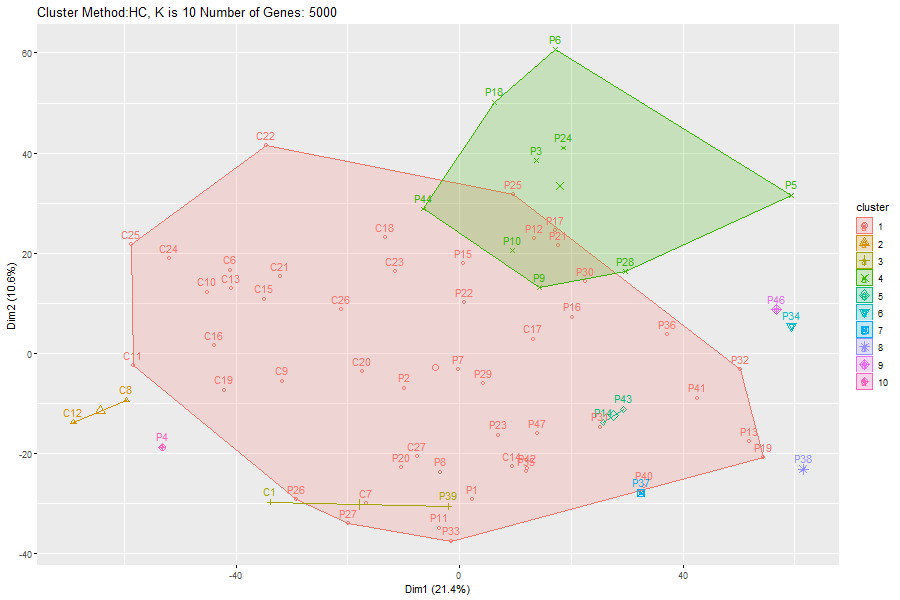 Cluster Method:HC, K is 10 Number of Genes: 5000
P6
60
P18
P24
C22
P3
40
P5
P25
P44
P17
C25
C18
P12
P21
C24
P10
20
C6
C23
P15
P28
C21
C13
P9
P30
C10
C15
P46
C26
P22
P16
P34
C17
P36
C16
Dim2 (10.6%)
0
C11
C20
P7
P32
C9
P29
C19
P2
C8
P41
P43
C12
P14
P47
P23
P13
P4
-20
C27
P19
P20
P8
C14
P38
P40
P37
C1
P26
C7
P39
P1
P27
P11
P33
-40
-40
0
40
Dim1 (21.4%)
cluster
1
2
3
4
5
6
7
8
9
10